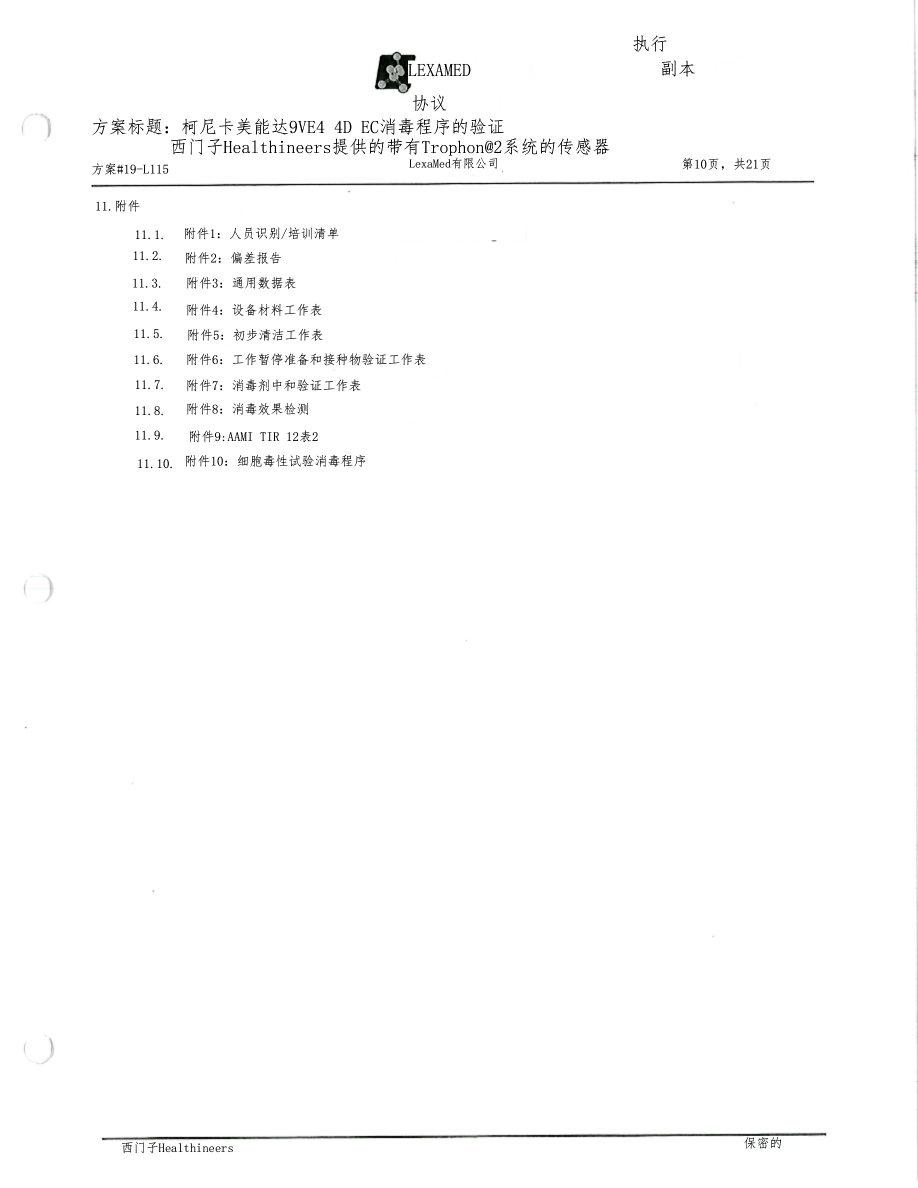 执行
LEXAMED
副本
协议
方案标题：柯尼卡美能达9VE4 4D EC消毒程序的验证
西门子Healthineers提供的带有Trophon@2系统的传感器
方案#19-L115 LexaMed有限公司 第10页，共21页
11.附件
11.1. 附件1：人员识别/培训清单
11.2. 附件2：偏差报告
11.3. 附件3：通用数据表
11.4. 附件4：设备材料工作表
11.5. 附件5：初步清洁工作表
11.6. 附件6：工作暂停准备和接种物验证工作表
11.7. 附件7：消毒剂中和验证工作表
11.8. 附件8：消毒效果检测
11.9. 附件9:AAMI TIR 12表2
11.10. 附件10：细胞毒性试验消毒程序
西门子Healthineers 保密的